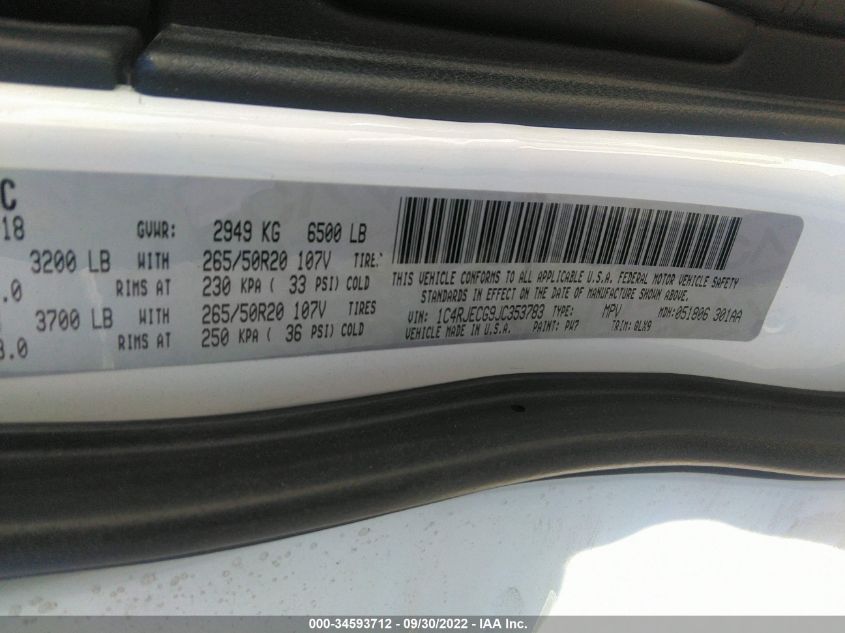 C
18
GVWR: 2949 KG 6500 LB
3200 LB WITH 265/50R20 107V TIRES
.0 RIMS AT 230 KPA ( 33 PSI) COLD
3700 LB WITH 265/50R20 107V TIRES
8.0 RIMS AT 250 KPA ( 36 PSI) COLD
THIS VEHICLE CONFORMS TO ALL APPLICABLE U.S.A. FEDERAL MOTOR VEHICLE SAFETY
STANDARDS IN EFFECT ON THE DATE OF MANUFACTURE SHOWN ABOVE.
VIN: 1C4RJECG9JC353783 TYPE: MPV MDH:051806 301AA
VEHICLE MADE IN U.S.A. PAINT: PW7 TRIM: QLX9
000-34593712 - 09/30/2022 - IAA Inc.